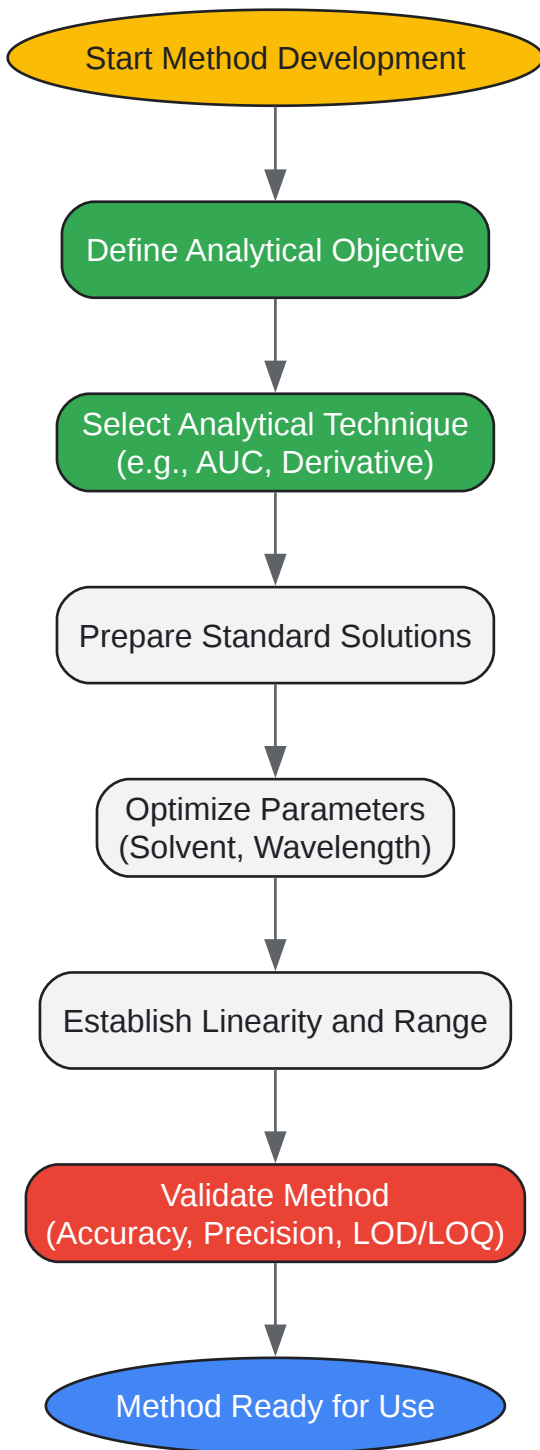 Start Method Development
Define Analytical Objective
Select Analytical Technique
(e.g., AUC, Derivative)
Prepare Standard Solutions
Optimize Parameters
(Solvent, Wavelength)
Establish Linearity and Range
Validate Method
(Accuracy, Precision, LOD/LOQ)
Method Ready for Use